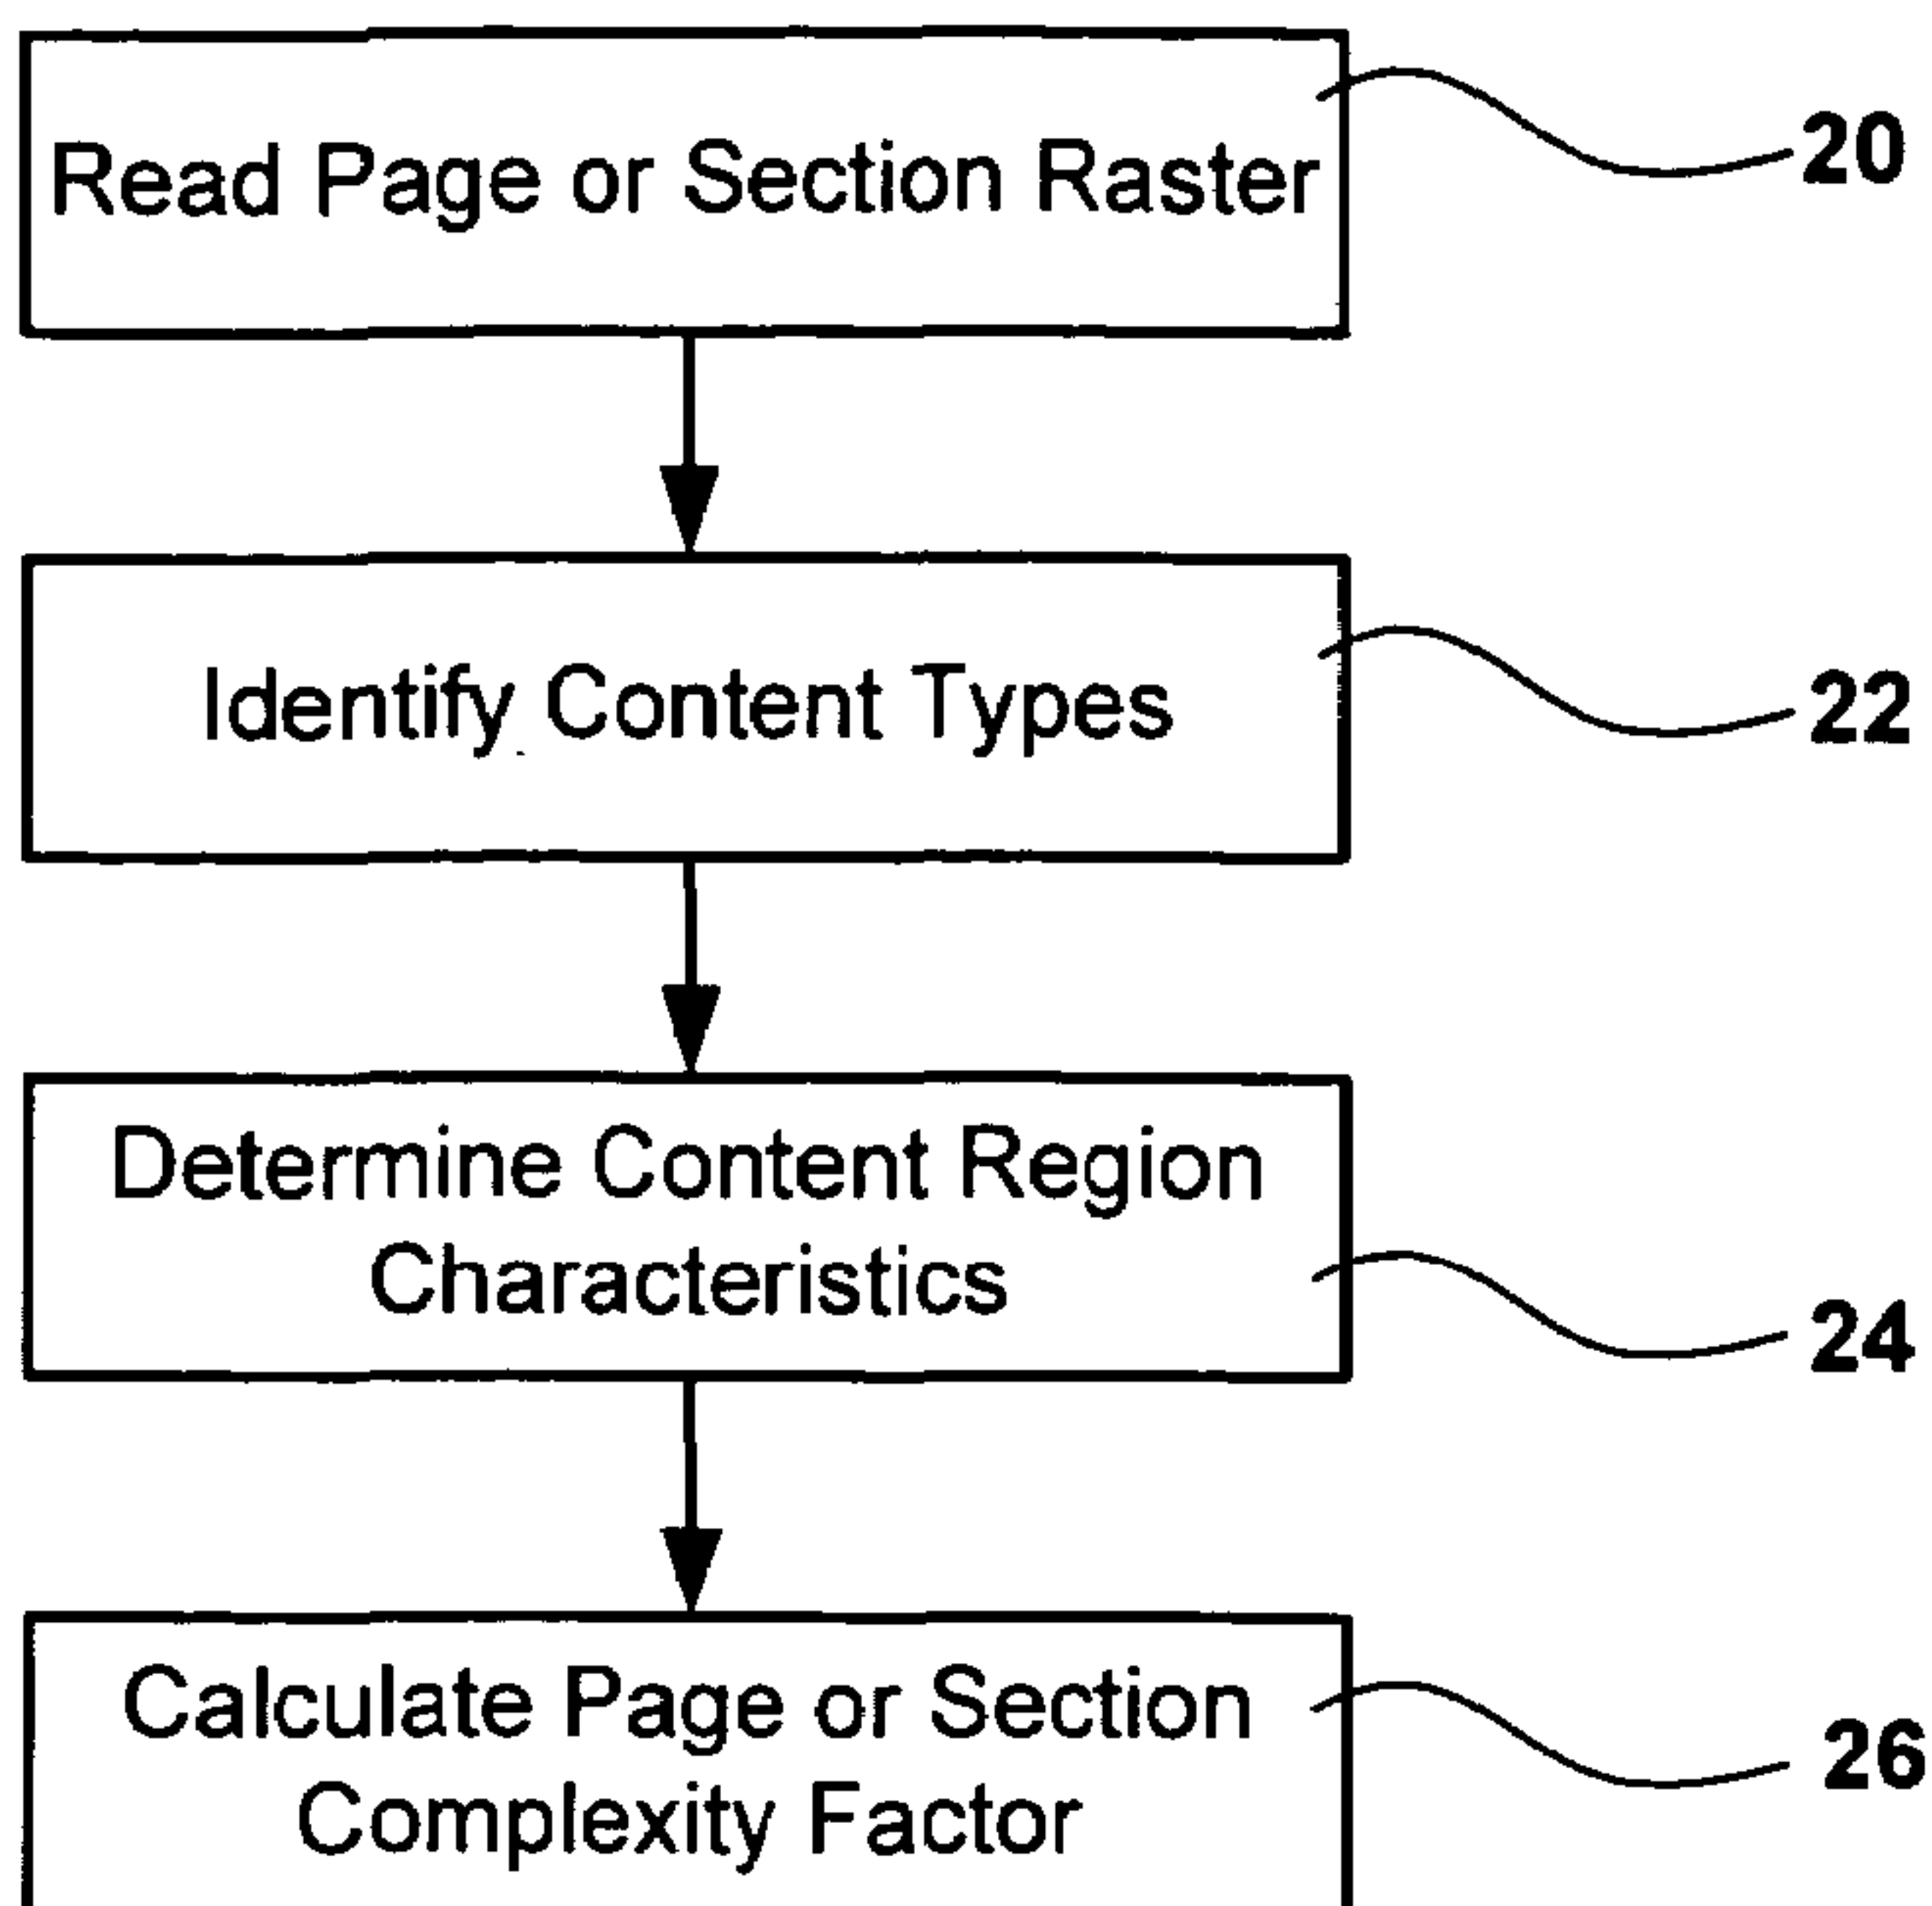 Read Page or Section Raster
20
Identify Content Types
22
Determine Content Region
Characteristics
24
Calculate Page or Section
Complexity Factor
26